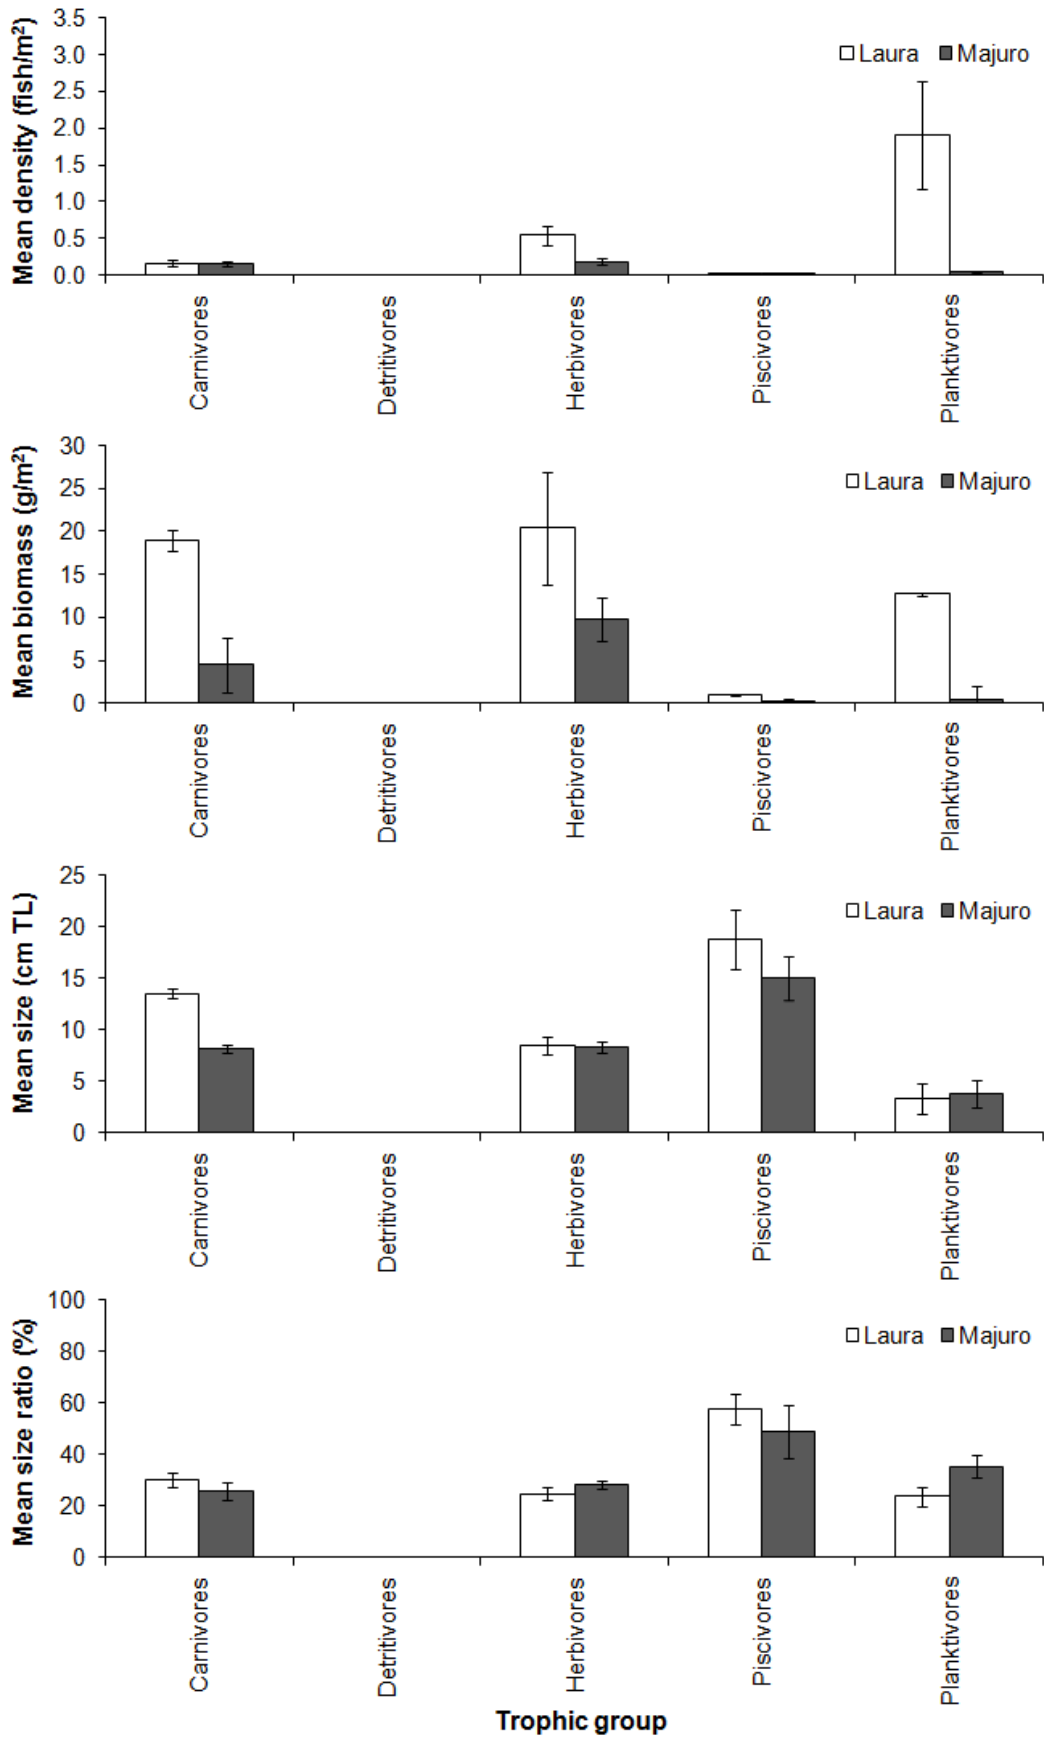 Mean density (fish/m²)
3.5
3.0
2.5
2.0
1.5
1.0
0.5
0.0
Laura Majuro
Carnivores
Detritivores
Herbivores
Piscivores
Planktivores
Mean biomass (g/m²)
30
25
20
15
10
5
0
Laura Majuro
Carnivores
Detritivores
Herbivores
Piscivores
Planktivores
Mean size (cm TL)
25
20
15
10
5
0
Laura Majuro
Carnivores
Detritivores
Herbivores
Piscivores
Planktivores
Mean size ratio (%)
100
80
60
40
20
0
Laura Majuro
Carnivores
Detritivores
Herbivores
Piscivores
Planktivores
Trophic group